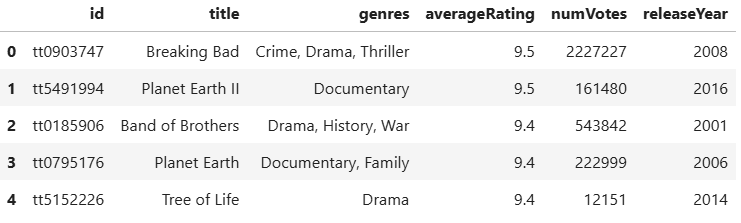 id title genres averageRating numVotes releaseYear
0 tt0903747 Breaking Bad Crime, Drama, Thriller 9.5 2227227 2008
1 tt5491994 Planet Earth II Documentary 9.5 161480 2016
2 tt0185906 Band of Brothers Drama, History, War 9.4 543842 2001
3 tt0795176 Planet Earth Documentary, Family 9.4 222999 2006
4 tt5152226 Tree of Life Drama 9.4 12151 2014